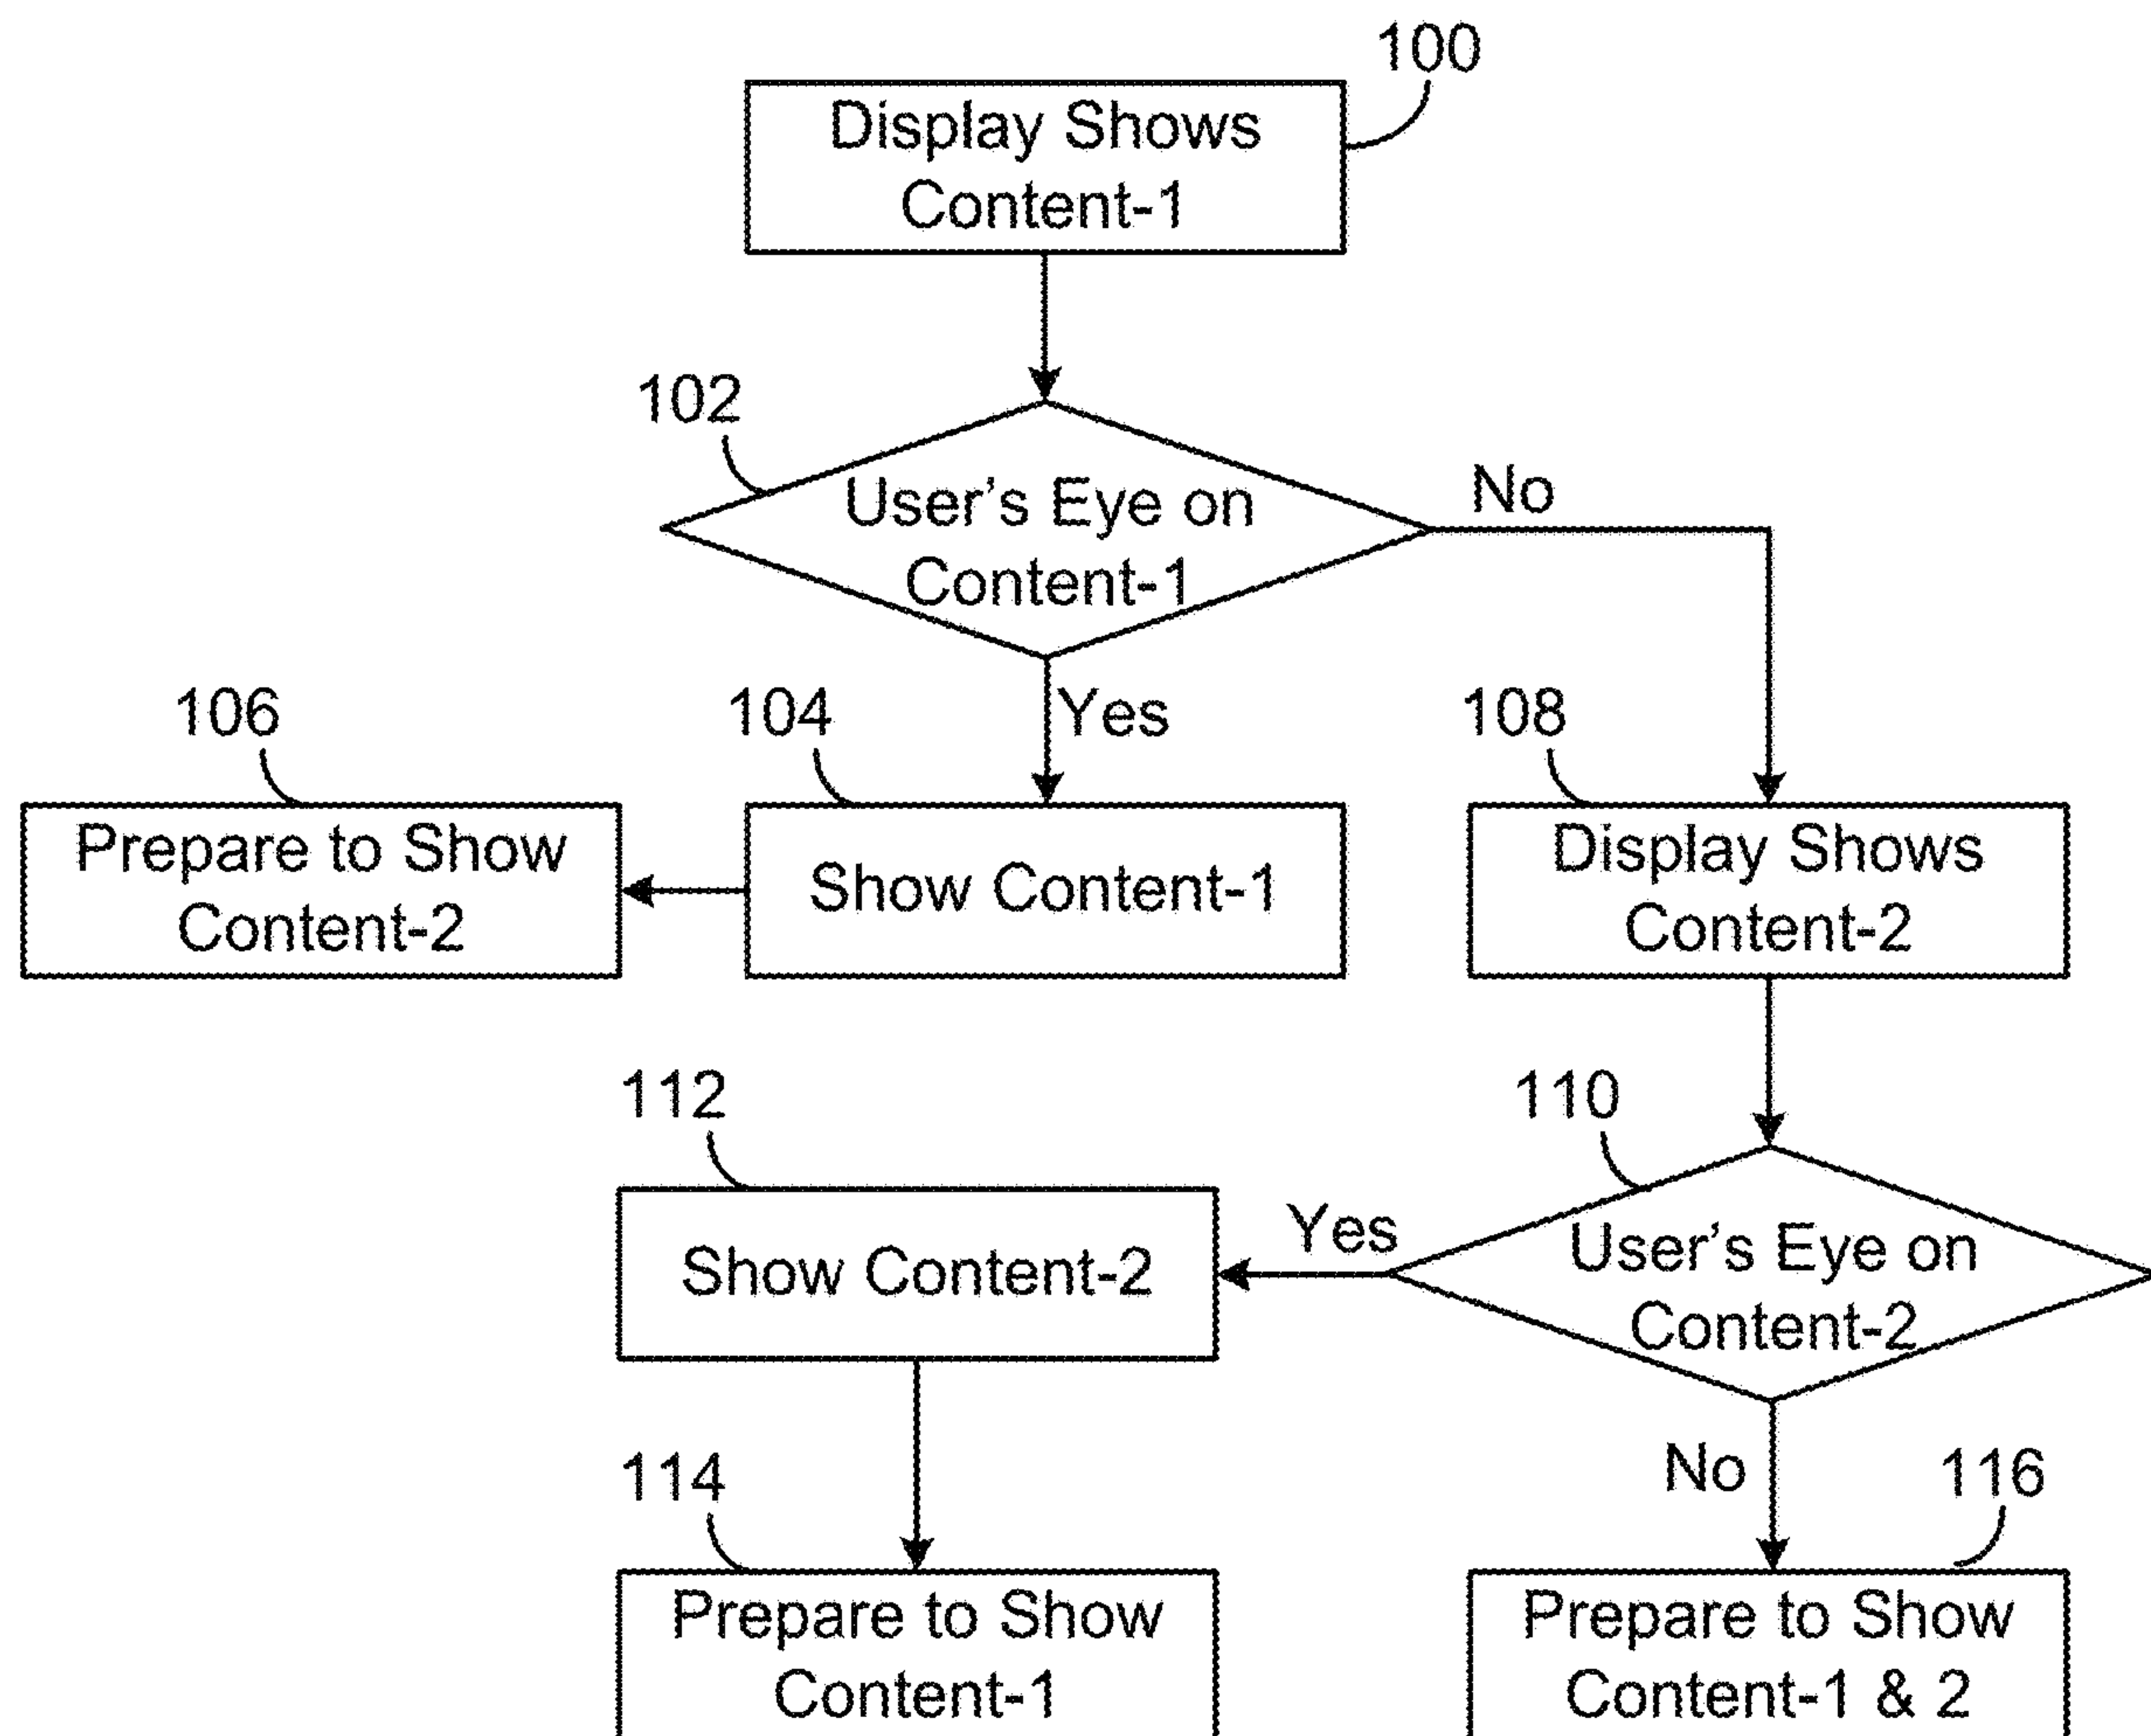 100
Display Shows
Content-1
102
User’s Eye on
Content-1
No
Yes
106
104
108
Prepare to Show
Content-2
Show Content-1
Display Shows
Content-2
112
110
Show Content-2
Yes
User’s Eye on
Content-2
114
No
116
Prepare to Show
Content-1
Prepare to Show
Content-1 & 2